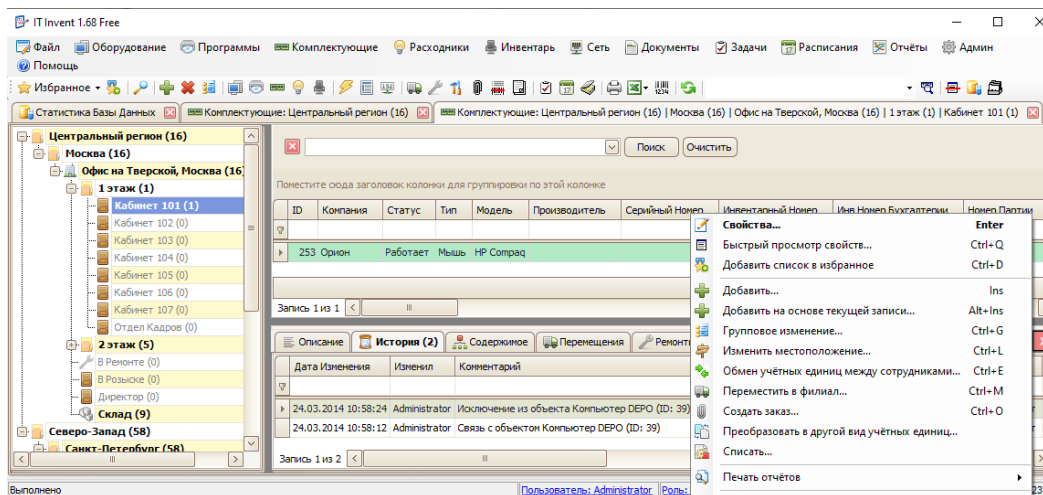 IT Invent 1.68 Free
Файл Оборудование Программы Комплектующие Расходники Инвентарь Сеть Документы Задачи Расписания Отчёты Админ
Помощь
Избранное
Статистика Базы Данных Комплектующие: Центральный регион (16) Комплектующие: Центральный регион (16) | Москва (16) | Офис на Тверской, Москва (16) | 1 этаж (1) | Кабинет 101 (1)
Центральный регион (16)
Москва (16)
Офис на Тверской, Москва (16
1 этаж (1)
Кабинет 101 (1)
Кабинет 102 (0)
Кабинет 103 (0)
Кабинет 104 (0)
Кабинет 105 (0)
Кабинет 106 (0)
Кабинет 107 (0)
Отдел Кадров (0)
2 этаж (5)
В Ремонте (0)
В Розыске (0)
Директор (0)
Склад (9)
Северо-Запад (58)
Санкт-Петербург (58)
Поиск Очистить
Поместите сюда заголовок колонки для группировки по этой колонке
ID Компания Статус Тип Модель Производитель Серийный Номер Инвентарный Номер Инв.Номер Бухгалтерии Номер Партии
253 Орион Работает Мышь HP Compaq
Запись 1 из 1
Описание История (2) Содержимое Перемещения Ремонт
Дата Изменения Изменил Комментарий
24.03.2014 10:58:24 Administrator Исключение из объекта Компьютер DEPO (ID: 39)
24.03.2014 10:58:12 Administrator Связь с объектом Компьютер DEPO (ID: 39)
Запись 1 из 2
Свойства... Enter
Быстрый просмотр свойств... Ctrl+Q
Добавить список в избранное Ctrl+D
Добавить... Ins
Добавить на основе текущей записи... Alt+Ins
Групповое изменение... Ctrl+G
Изменить местоположение... Ctrl+L
Обмен учётных единиц между сотрудниками... Ctrl+E
Переместить в филиал... Ctrl+M
Создать заказ... Ctrl+O
Преобразовать в другой вид учётных единиц...
Списать...
Печать отчётов
Выполнено Пользователь: Administrator Роль: